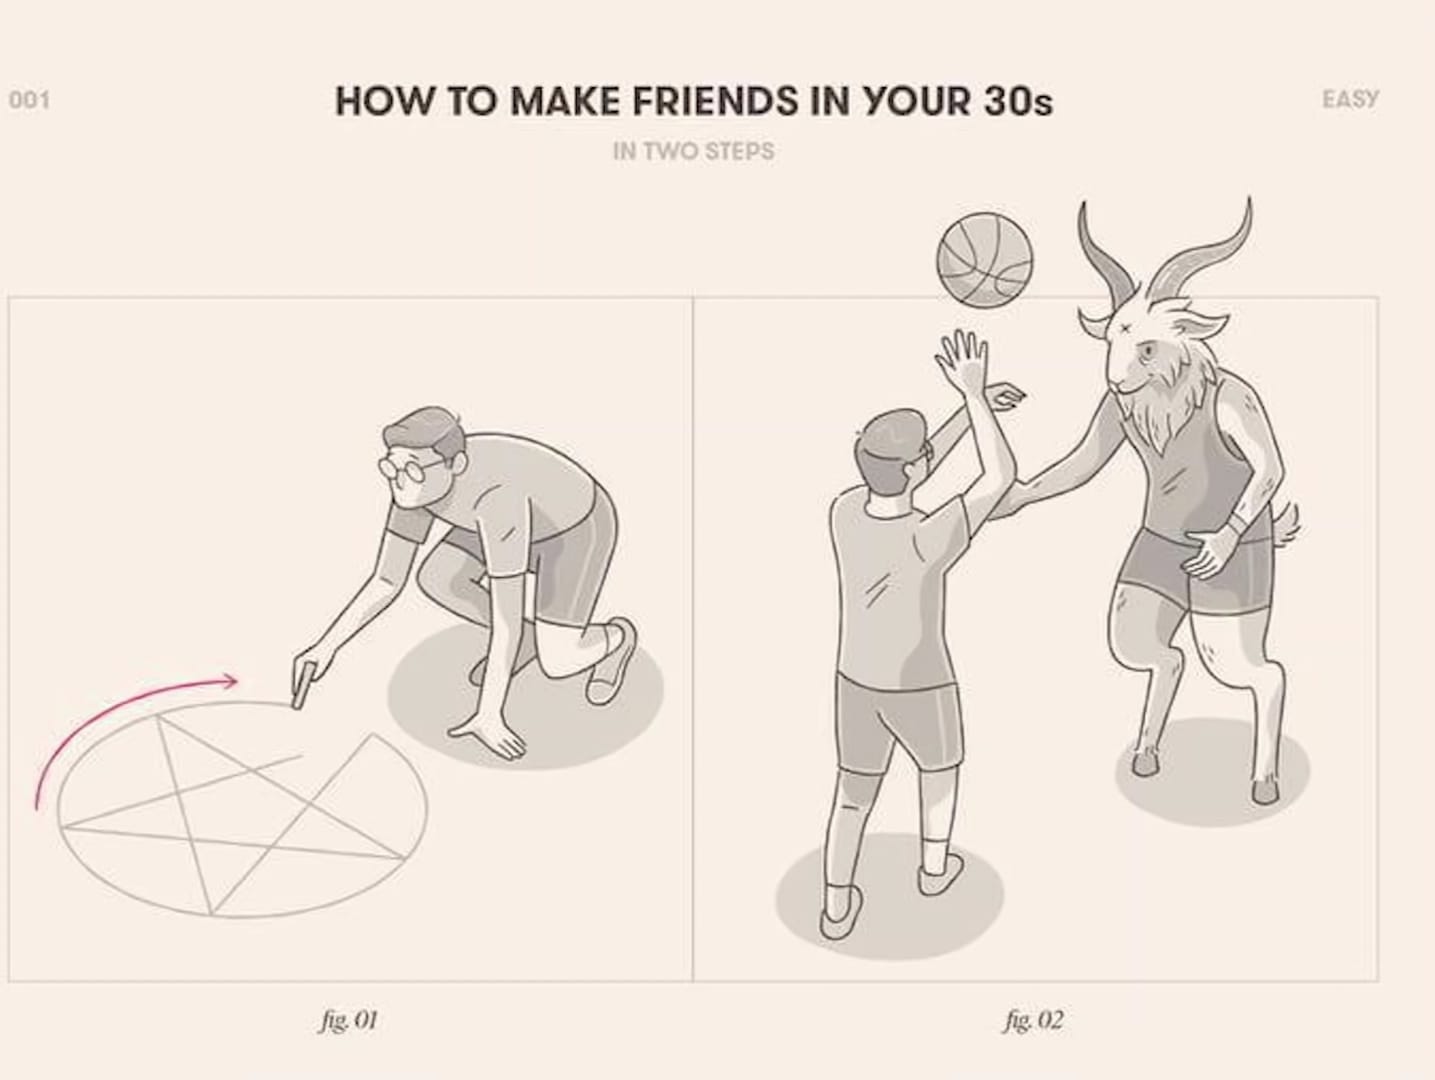 001
HOW TO MAKE FRIENDS IN YOUR 30s
EASY
IN TWO STEPS
fig. 01
fig. 02